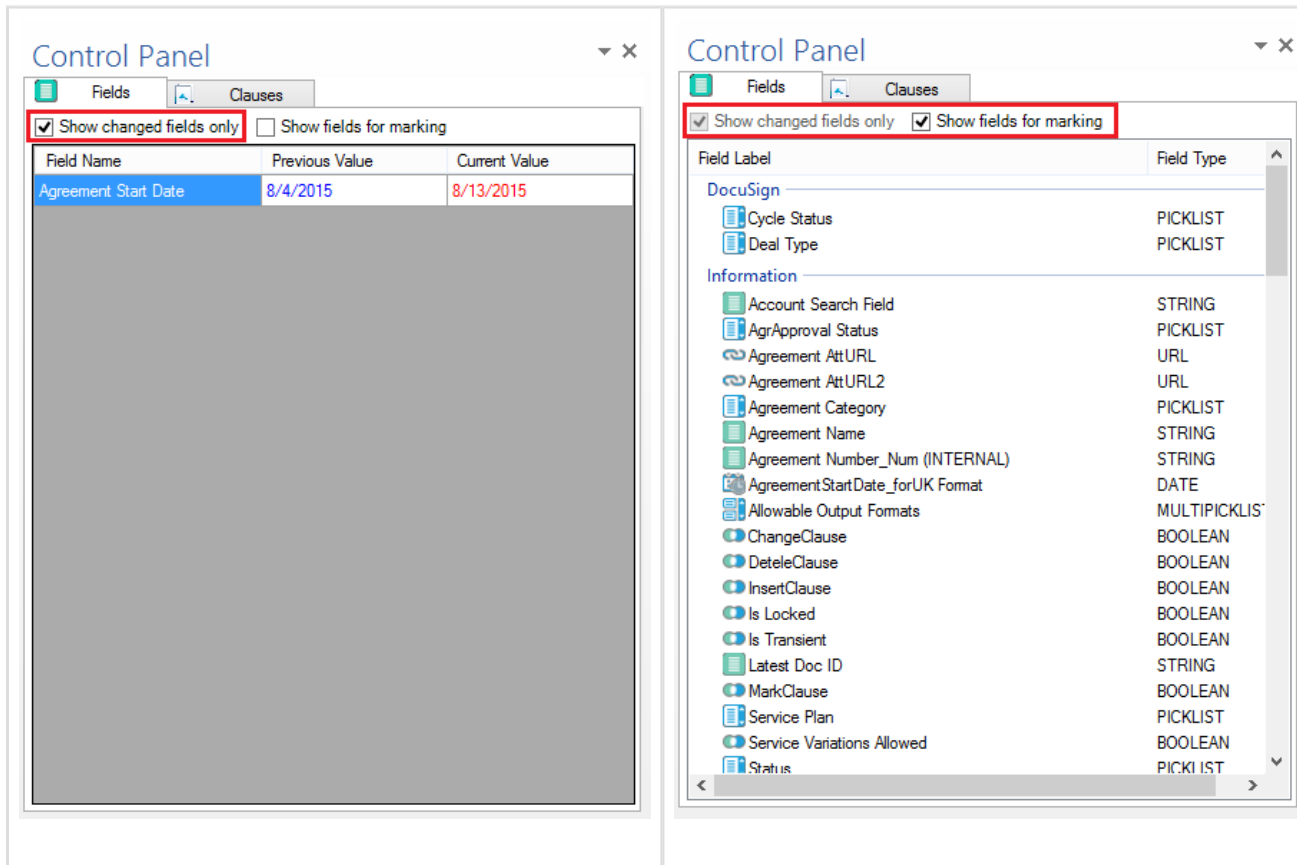 Control Panel
Fields Clauses
Show changed fields only Show fields for marking
Field Name Previous Value Current Value
Agreement Start Date 8/4/2015 8/13/2015
Control Panel
Fields Clauses
Show changed fields only Show fields for marking
Field Label Field Type
DocuSign
Cycle Status PICKLIST
Deal Type PICKLIST
Information
Account Search Field STRING
AgrApproval Status PICKLIST
Agreement AttURL URL
Agreement AttURL2 URL
Agreement Category PICKLIST
Agreement Name STRING
Agreement Number_Num (INTERNAL) STRING
AgreementStartDate_forUK Format DATE
Allowable Output Formats MULTIPICKLIS
ChangeClause BOOLEAN
DeteleClause BOOLEAN
InsertClause BOOLEAN
Is Locked BOOLEAN
Is Transient BOOLEAN
Latest Doc ID STRING
MarkClause BOOLEAN
Service Plan PICKLIST
Service Variations Allowed BOOLEAN
Status PICKLIST